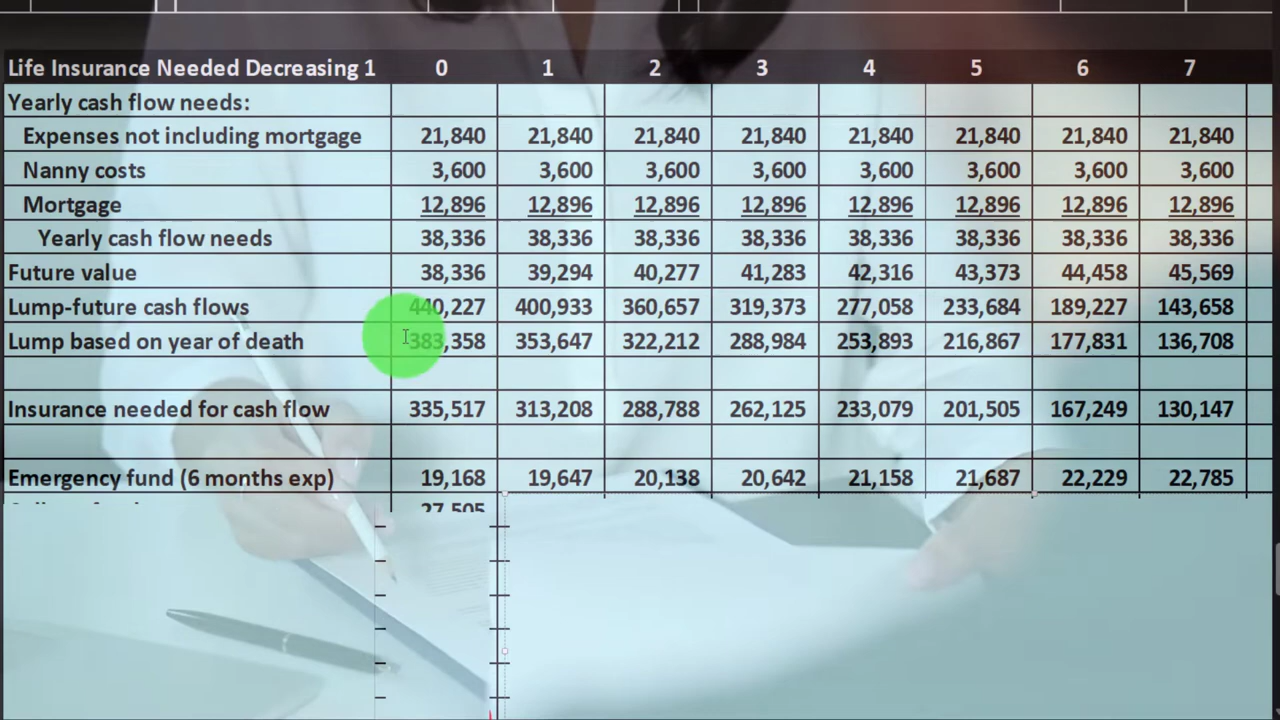 Life Insurance Needed Decreasing 1 0 1 2 3 4 5 6 7
Yearly cash flow needs:
Expenses not including mortgage 21,840 21,840 21,840 21,840 21,840 21,840 21,840 21,840
Nanny costs 3,600 3,600 3,600 3,600 3,600 3,600 3,600 3,600
Mortgage 12,896 12,896 12,896 12,896 12,896 12,896 12,896 12,896
Yearly cash flow needs 38,336 38,336 38,336 38,336 38,336 38,336 38,336 38,336
Future value 38,336 39,294 40,277 41,283 42,316 43,373 44,458 45,569
Lump-future cash flows 440,227 400,933 360,657 319,373 277,058 233,684 189,227 143,658
Lump based on year of death 383,358 353,647 322,212 288,984 253,893 216,867 177,831 136,708
Insurance needed for cash flow 335,517 313,208 288,788 262,125 233,079 201,505 167,249 130,147
Emergency fund (6 months exp) 19,168 19,647 20,138 20,642 21,158 21,687 22,229 22,785
27,505